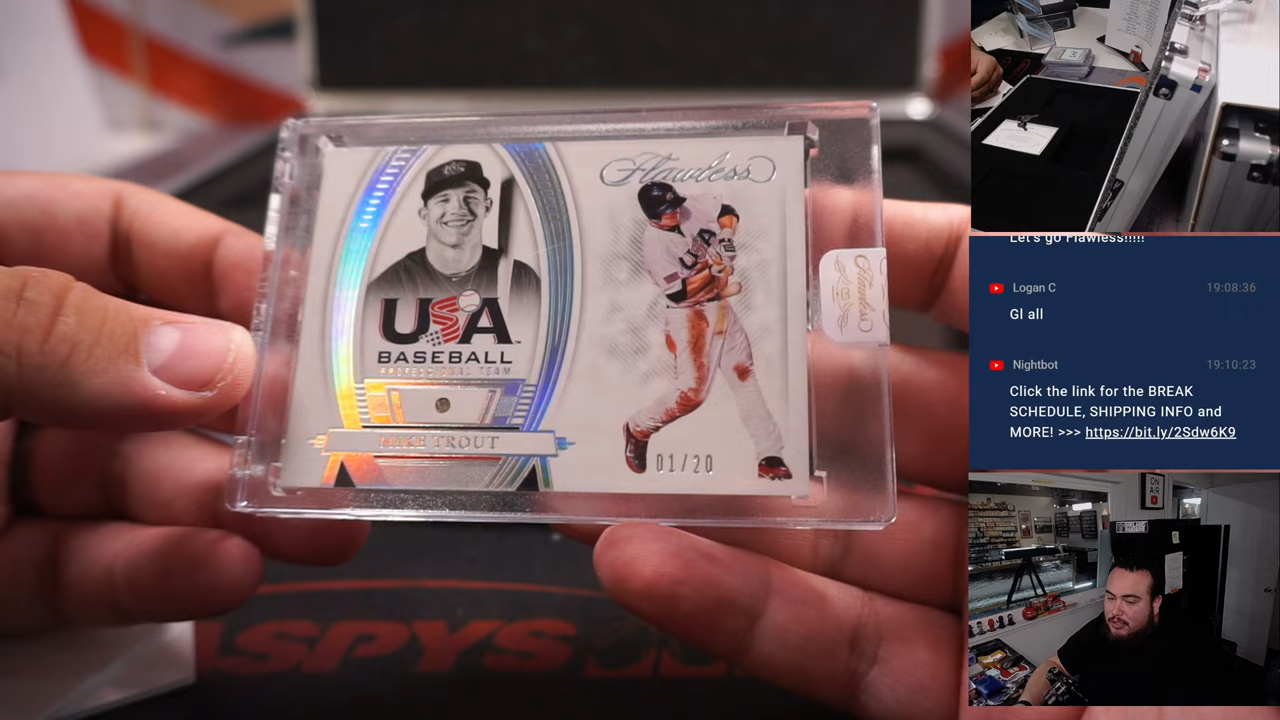 Flawless
USA
BASEBALL
PROFESSIONAL TEAM
MIKE TROUT
USA
01/20
Flawless
ASPYS
Let's go Flawless!!!!!
Logan C
19:08:36
Gl all
Nightbot
19:10:23
Click the link for the BREAK
SCHEDULE, SHIPPING INFO and
MORE! >>> https://bit.ly/2Sdw6K9
ON
AIR